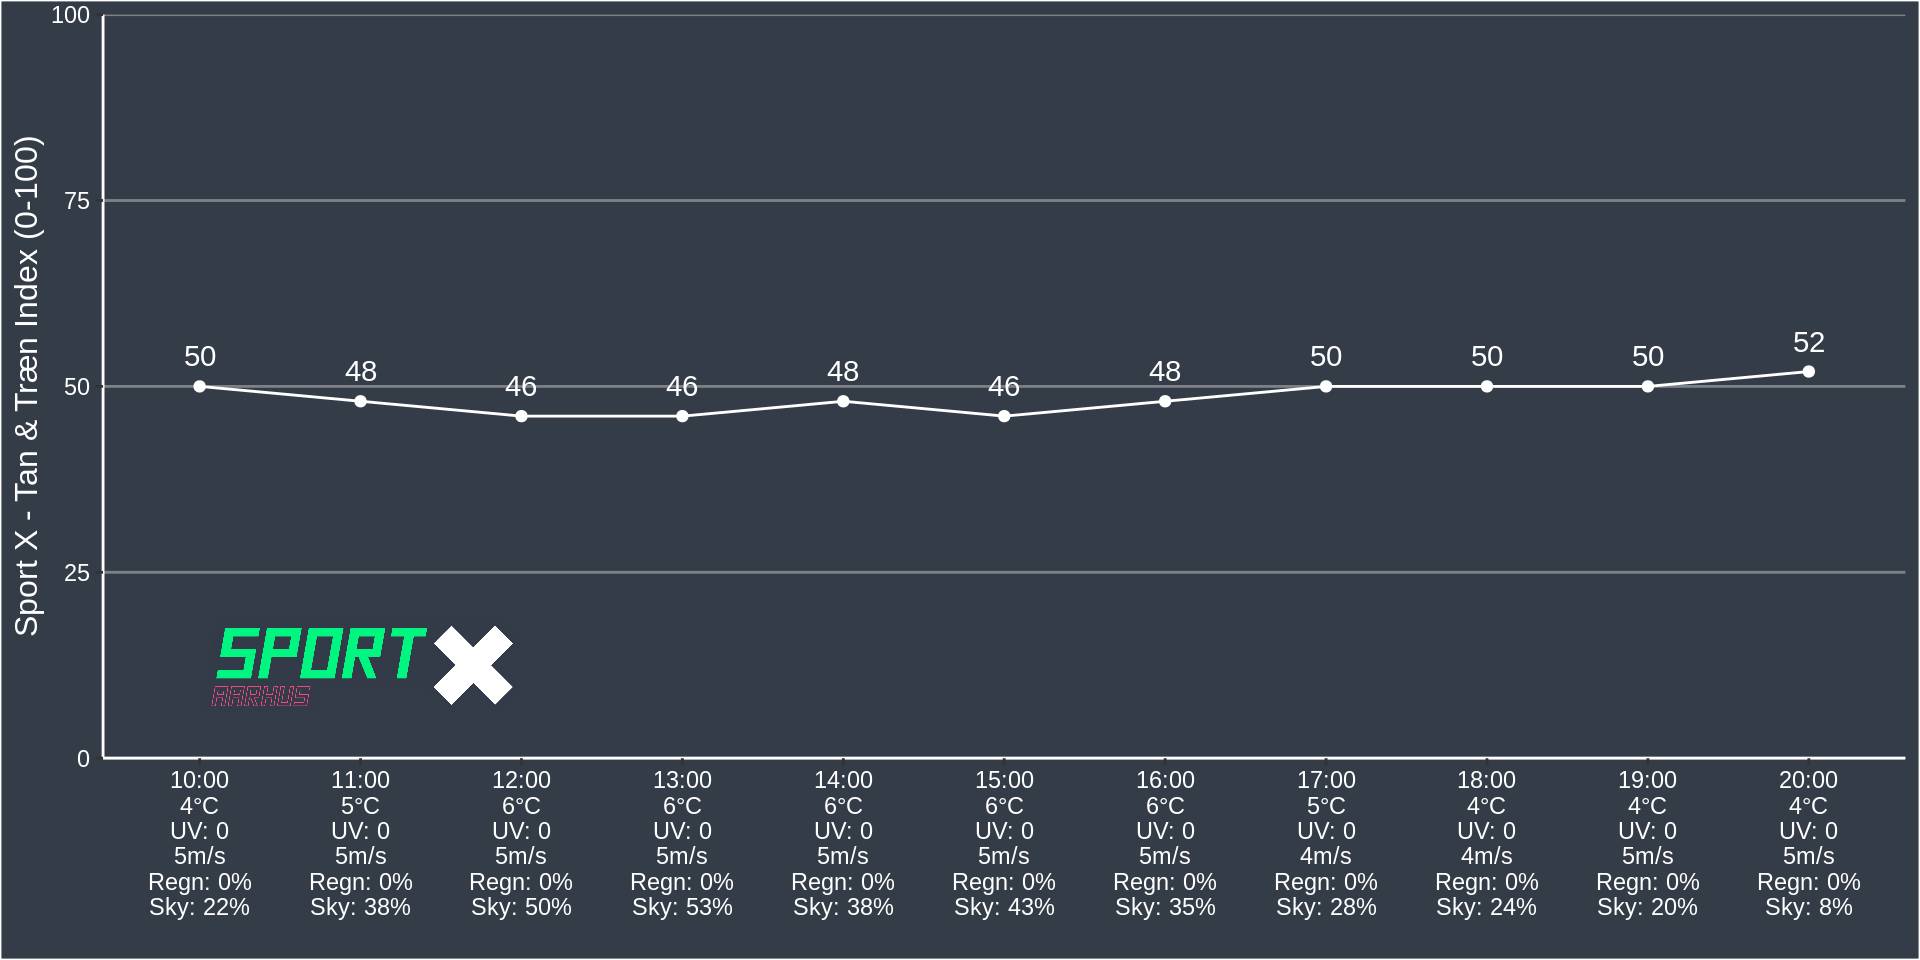 Sport X - Tan & Træn Index (0-100)
100
75
50
25
0
50 48 46 46 48 46 48 50 50 50 52
SPORT X
AARHUS
10:00 11:00 12:00 13:00 14:00 15:00 16:00 17:00 18:00 19:00 20:00
4°C 5°C 6°C 6°C 6°C 6°C 6°C 5°C 4°C 4°C 4°C
UV: 0 UV: 0 UV: 0 UV: 0 UV: 0 UV: 0 UV: 0 UV: 0 UV: 0 UV: 0 UV: 0
5m/s 5m/s 5m/s 5m/s 5m/s 5m/s 5m/s 4m/s 4m/s 5m/s 5m/s
Regn: 0% Regn: 0% Regn: 0% Regn: 0% Regn: 0% Regn: 0% Regn: 0% Regn: 0% Regn: 0% Regn: 0% Regn: 0%
Sky: 22% Sky: 38% Sky: 50% Sky: 53% Sky: 38% Sky: 43% Sky: 35% Sky: 28% Sky: 24% Sky: 20% Sky: 8%